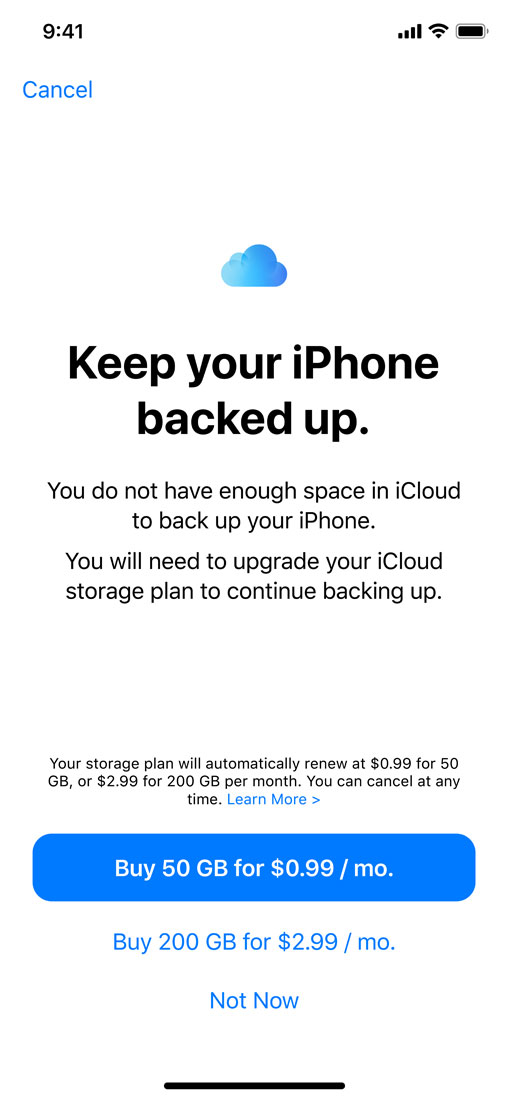 9:41
Cancel
Keep your iPhone
backed up.
You do not have enough space in iCloud
to back up your iPhone.
You will need to upgrade your iCloud
storage plan to continue backing up.
Your storage plan will automatically renew at $0.99 for 50
GB, or $2.99 for 200 GB per month. You can cancel at any
time. Learn More >
Buy 50 GB for $0.99 / mo.
Buy 200 GB for $2.99 / mo.
Not Now